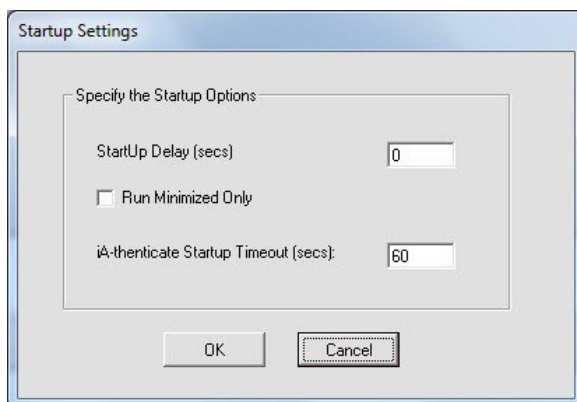 Startup Settings
Specify the Startup Options
StartUp Delay (secs)
0
Run Minimized Only
iA-thenticate Startup Timeout (secs):
60
OK
Cancel